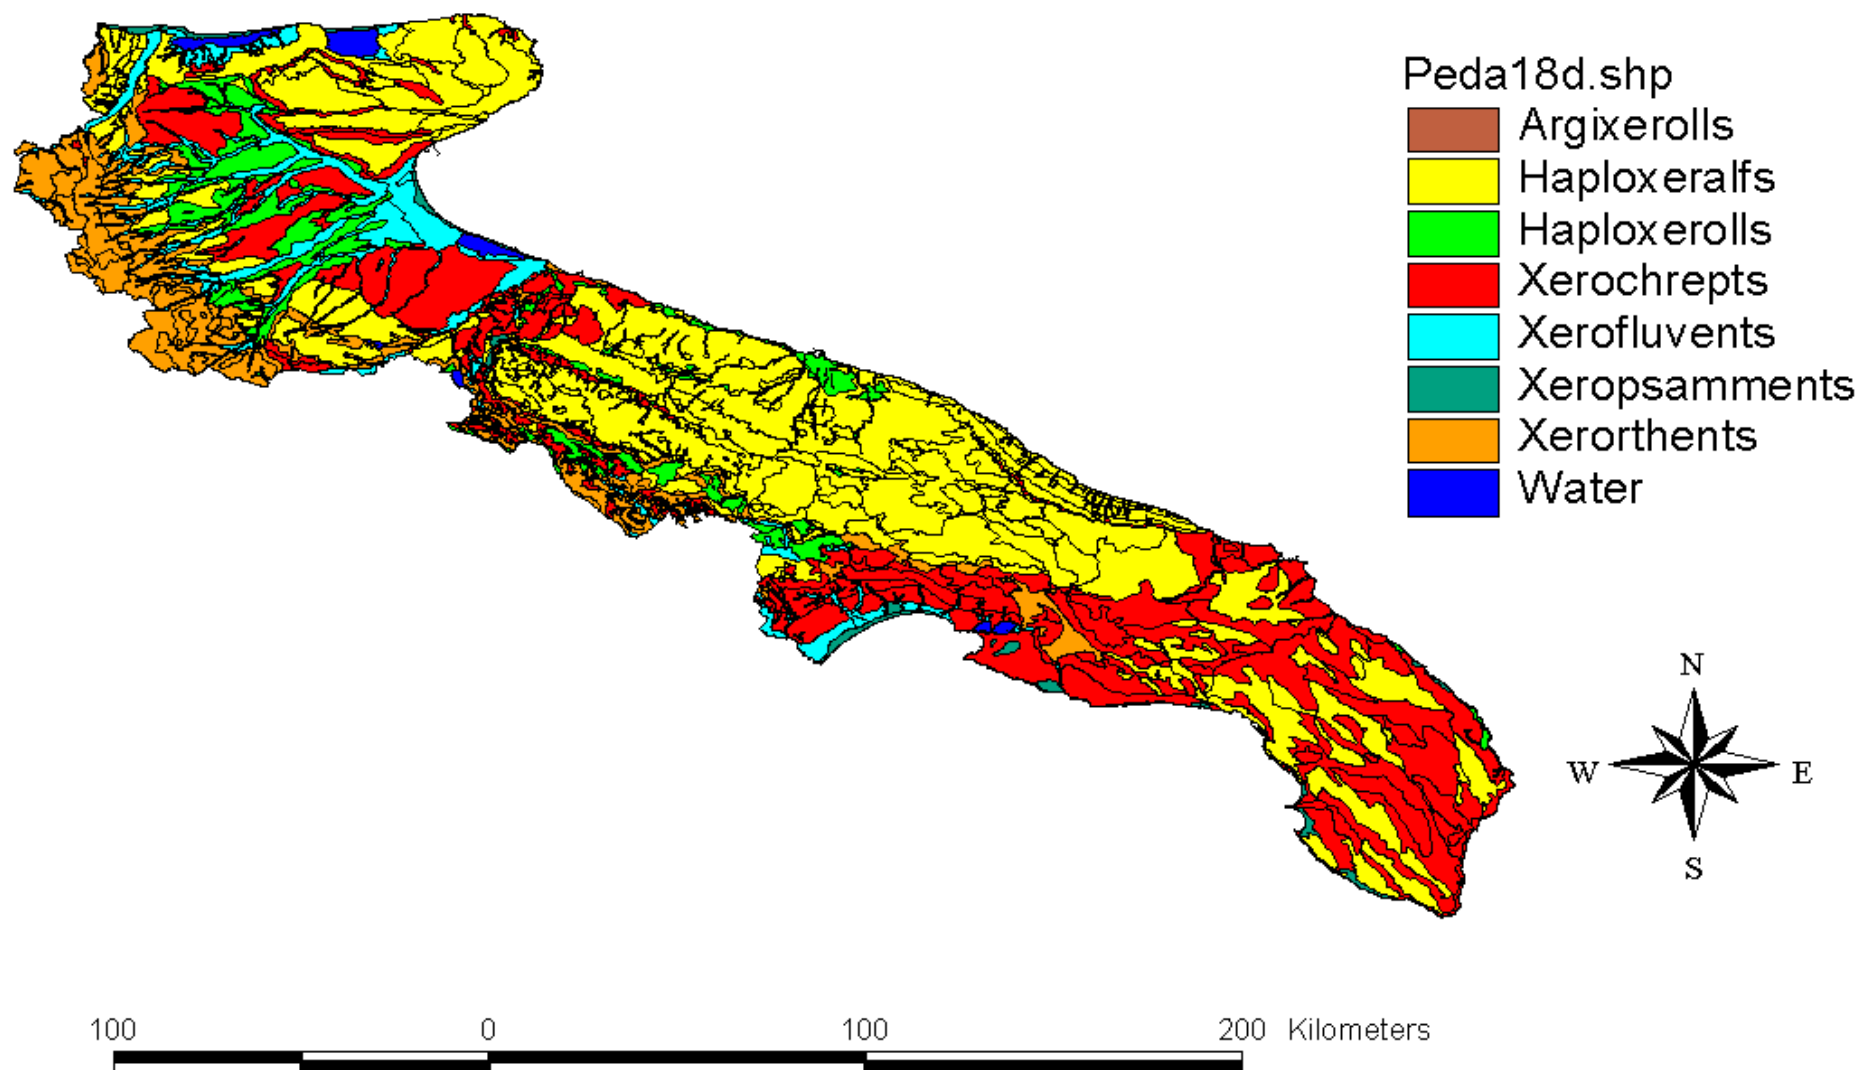 Peda18d.shp
Argixerolls
Haploxeralfs
Haploxerolls
Xerochrepts
Xerofluvents
Xeropsamments
Xerorthents
Water
N
W E
S
100 0 100 200 Kilometers